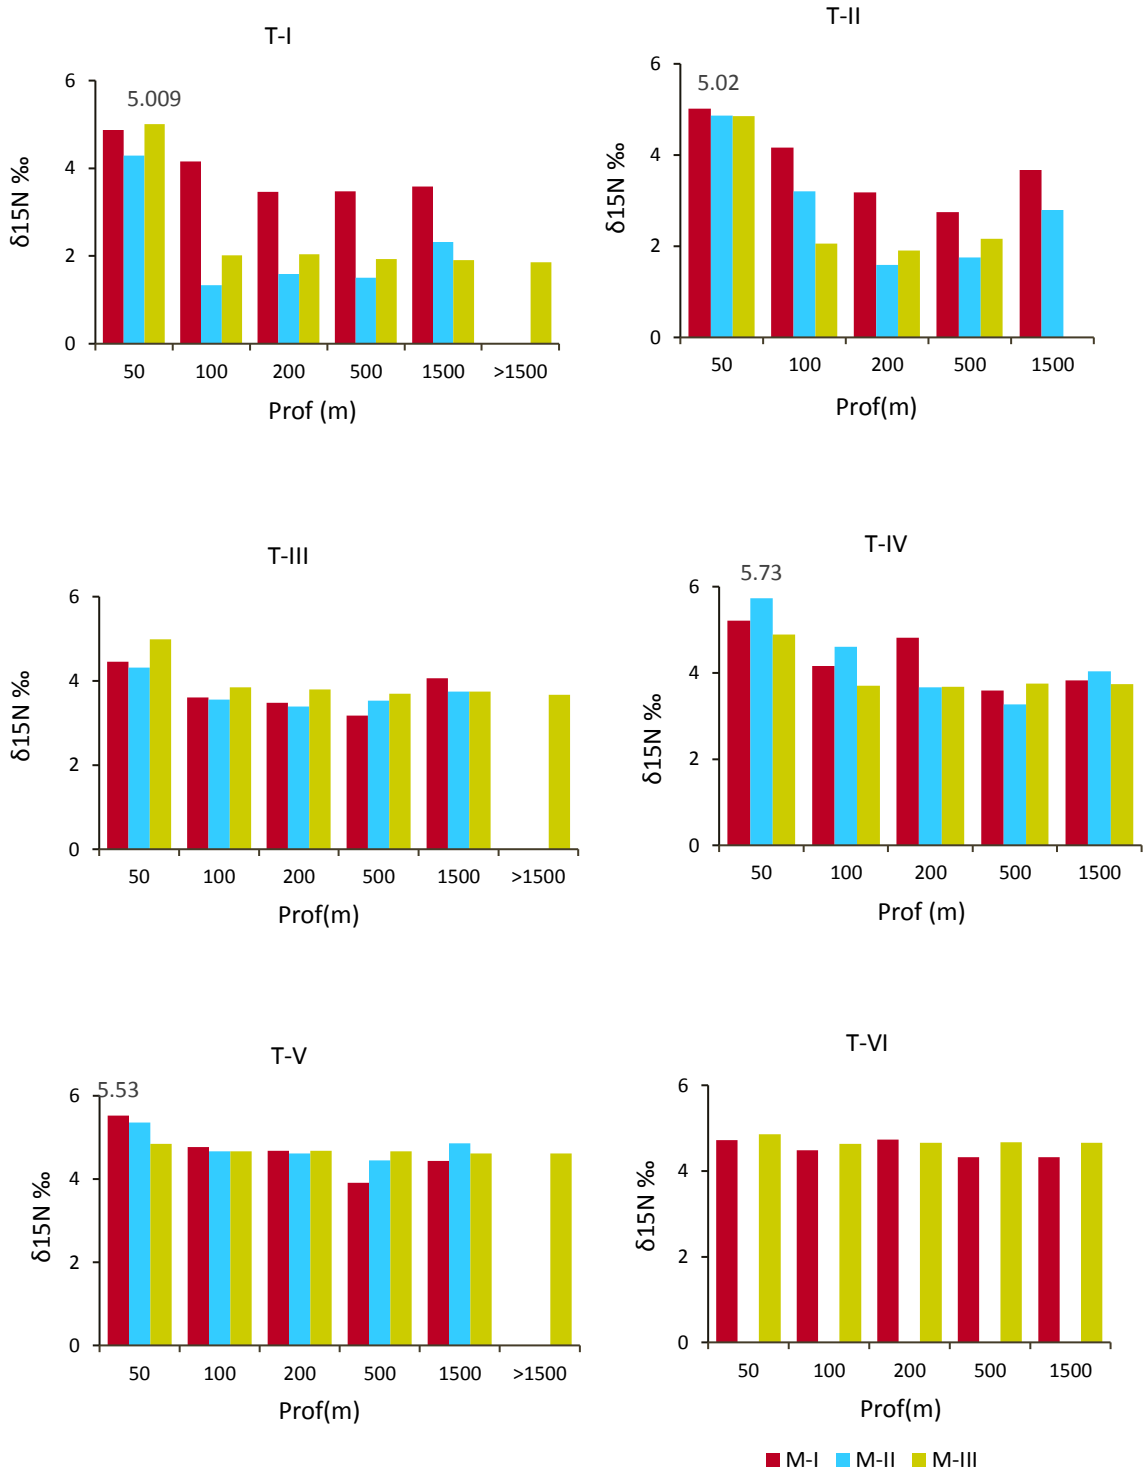 T-I
6
5.009
4
2
0
δ15N ‰
50 100 200 500 1500 >1500
Prof (m)
T-II
6
5.02
4
2
0
δ15N ‰
50 100 200 500 1500
Prof(m)
T-III
6
4
2
0
δ15N ‰
50 100 200 500 1500 >1500
Prof(m)
T-IV
6
5.73
4
2
0
δ15N ‰
50 100 200 500 1500
Prof (m)
T-V
6
5.53
4
2
0
δ15N ‰
50 100 200 500 1500 >1500
Prof(m)
T-VI
6
4
2
0
δ15N ‰
50 100 200 500 1500
Prof(m)
M-I M-II M-III